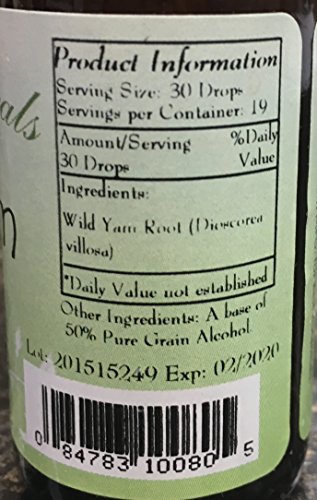 als
Product Information
Serving Size: 30 Drops
Servings per Container: 19
Amount/Serving %Daily
30 Drops Value
Ingredients:
Wild Yam Root (Dioscorea
villosa)
*Daily Value not established
Other Ingredients: A base of
50% Pure Grain Alcohol.
Lot: 201515249 Exp: 02/2020
0 84783 10080 5